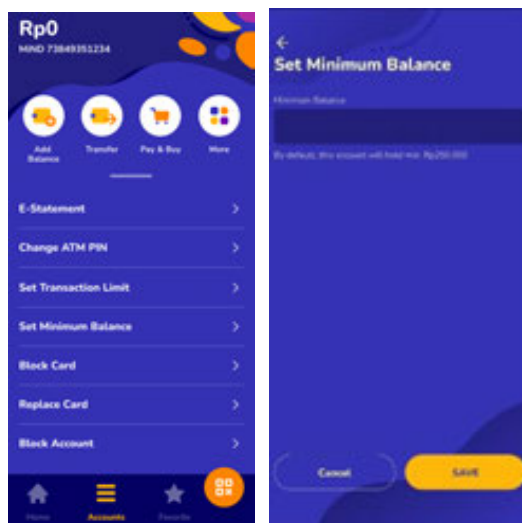 Rp0
MIND 73849351234
Add
Balance
Transfer
Pay & Buy
More
E-Statement
Change ATM PIN
Set Transaction Limit
Set Minimum Balance
Block Card
Replace Card
Block Account
Home
Accounts
Favorite
Set Minimum Balance
Minimum Balance
By default, this account will hold min Rp250.000
Cancel
SAVE